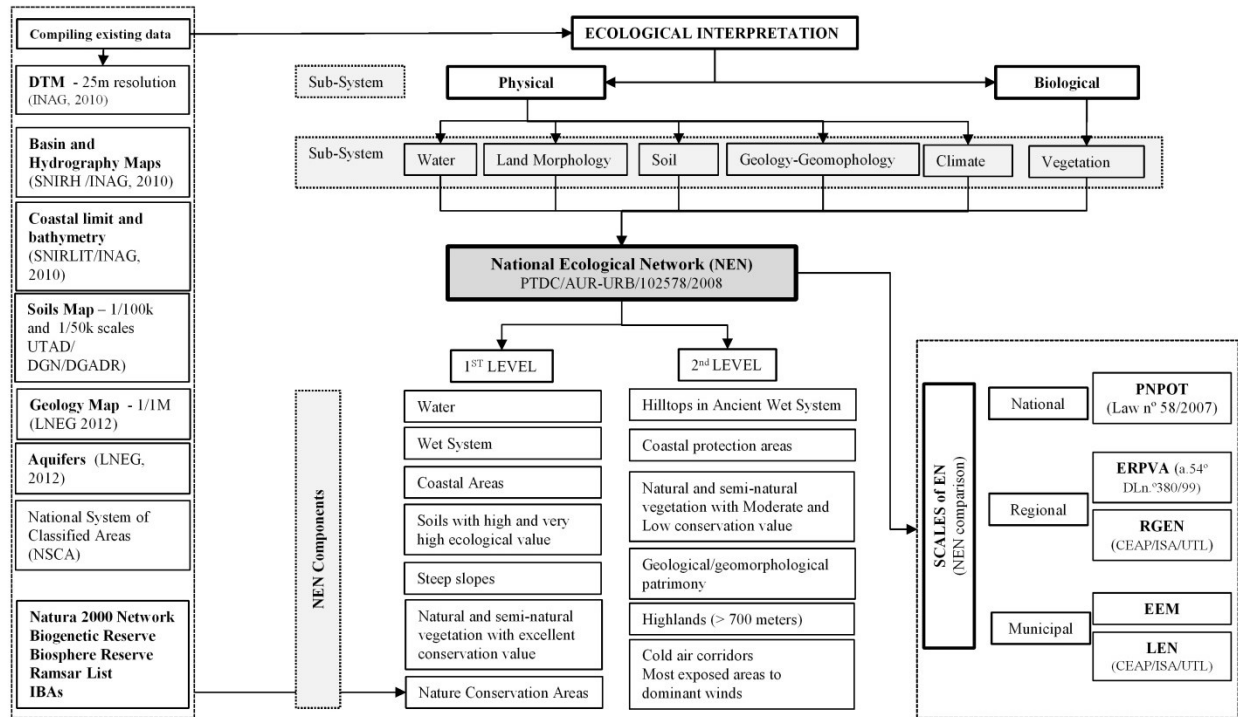 Compiling existing data
DTM - 25m resolution
(INAG, 2010)
Basin and
Hydrography Maps
(SNIRH /INAG, 2010)
Coastal limit and
bathymetry
(SNIRLIT/INAG,
2010)
Soils Map – 1/100k
and 1/50k scales
UTAD/
DGN/DGADR)
Geology Map - 1/1M
(LNEG 2012)
Aquifers (LNEG,
2012)
National System of
Classified Areas
(NSCA)
Natura 2000 Network
Biogenetic Reserve
Biosphere Reserve
Ramsar List
IBAs
ECOLOGICAL INTERPRETATION
Sub-System
Physical
Biological
Sub-System
Water
Land Morphology
Soil
Geology-Geomophology
Climate
Vegetation
National Ecological Network (NEN)
PTDC/AUR-URB/102578/2008
NEN Components
1ST LEVEL
Water
Wet System
Coastal Areas
Soils with high and very
high ecological value
Steep slopes
Natural and semi-natural
vegetation with excellent
conservation value
Nature Conservation Areas
2nd LEVEL
Hilltops in Ancient Wet System
Coastal protection areas
Natural and semi-natural
vegetation with Moderate and
Low conservation value
Geological/geomorphological
patrimony
Highlands (> 700 meters)
Cold air corridors
Most exposed areas to
dominant winds
SCALES of EN
(NEN comparison)
National
PNPOT
(Law nº 58/2007)
Regional
ERPVA (a.54º
DLn.º380/99)
RGEN
(CEAP/ISA/UTL)
Municipal
EEM
LEN
(CEAP/ISA/UTL)